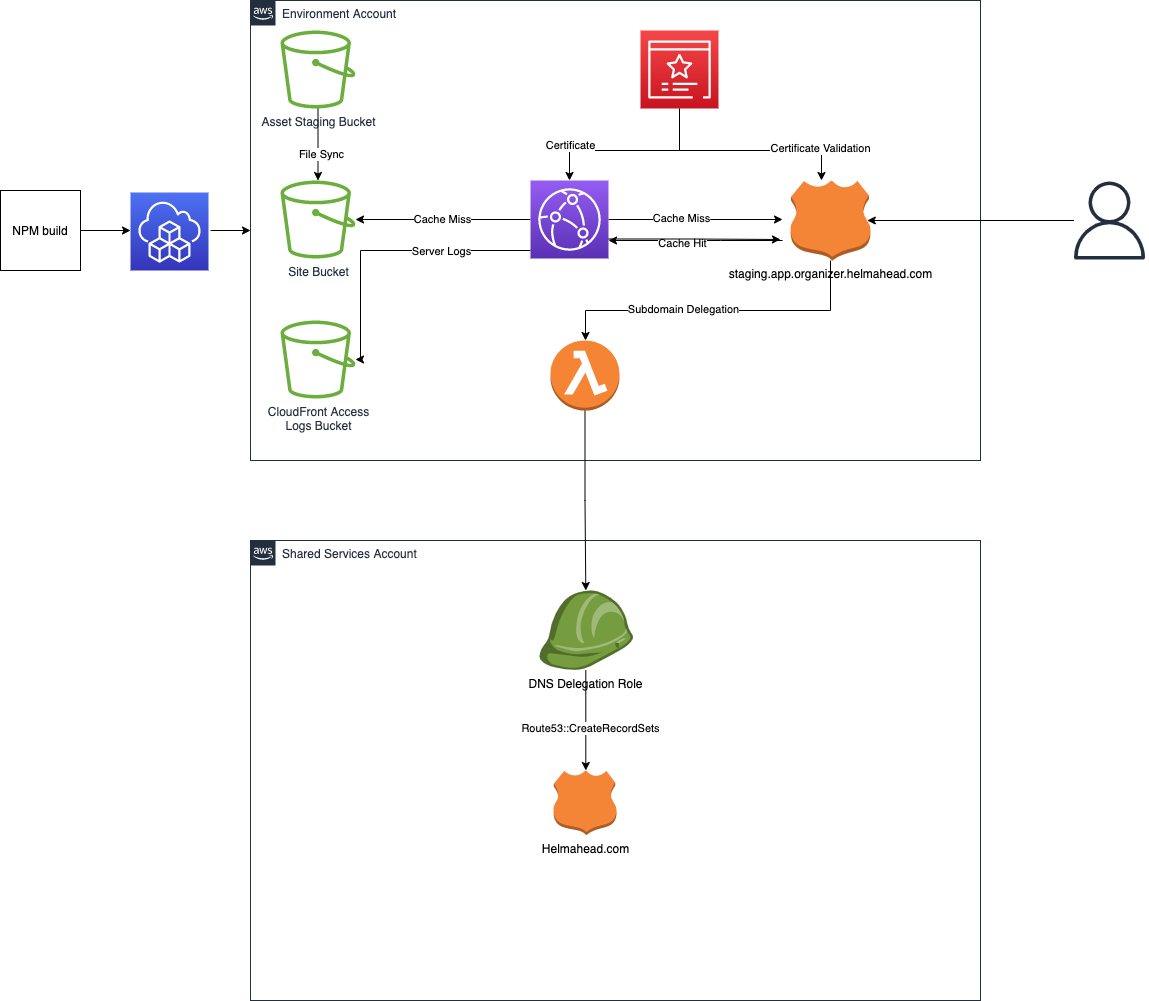 aws
Environment Account
Asset Staging Bucket
File Sync
Certificate
Certificate Validation
NPM build
Cache Miss
Cache Miss
Cache Hit
Server Logs
Site Bucket
staging.app.organizer.helmahead.com
Subdomain Delegation
CloudFront Access
Logs Bucket
aws
Shared Services Account
DNS Delegation Role
Route53::CreateRecordSets
Helmahead.com